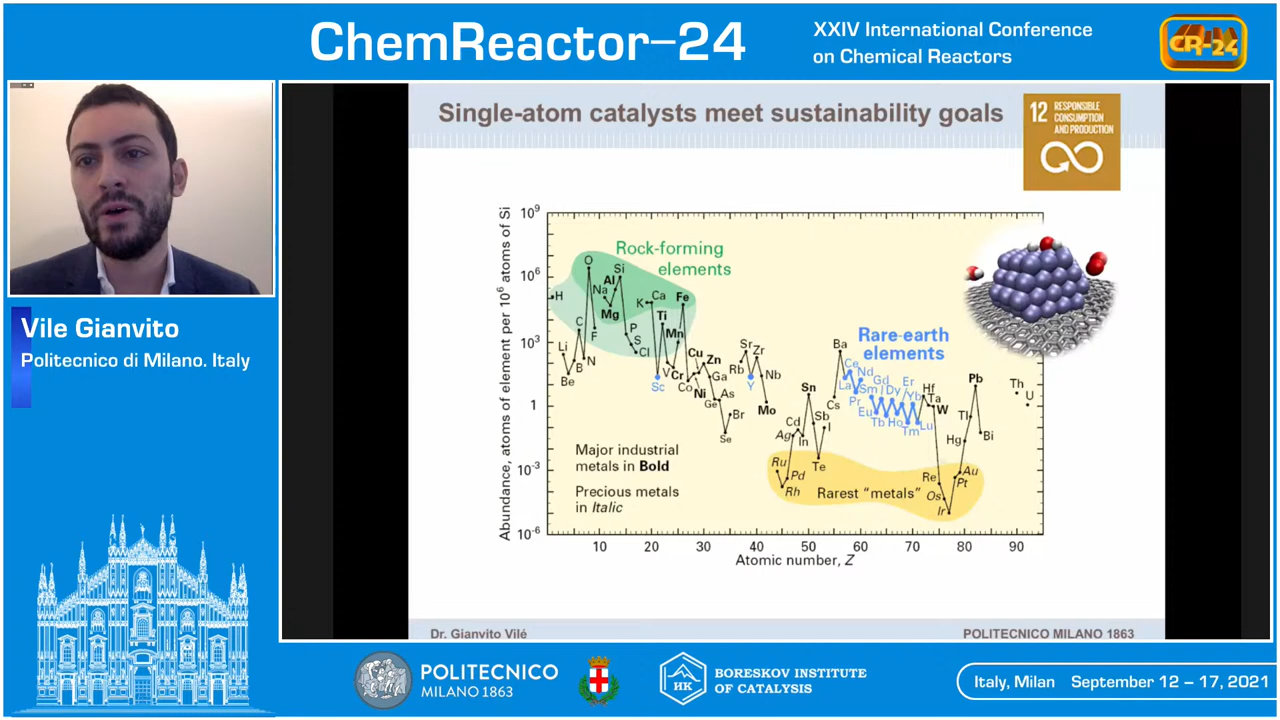 ChemReactor-24
XXIV International Conference
on Chemical Reactors
CR-24
Vile Gianvito
Politecnico di Milano. Italy
Single-atom catalysts meet sustainability goals
12 RESPONSIBLE
CONSUMPTION
AND PRODUCTION
Abundance, atoms of element per 10⁶ atoms of Si
10⁹
10⁶
10³
1
10⁻³
10⁻⁶
Rock-forming
elements
Rare-earth
elements
Major industrial
metals in Bold
Precious metals
in Italic
Rarest “metals”
H
Li
Be
B
C
N
O
F
Na
Mg
Al
Si
P
S
Cl
K
Ca
Sc
Ti
V
Cr
Mn
Fe
Co
Ni
Cu
Zn
Ga
Ge
As
Se
Br
Rb
Sr
Y
Zr
Nb
Mo
Ru
Rh
Pd
Ag
Cd
In
Sn
Sb
Te
I
Cs
Ba
La
Ce
Pr
Nd
Sm
Eu
Gd
Tb
Dy
Ho
Er
Tm
Yb
Lu
Hf
Ta
W
Re
Os
Ir
Pt
Au
Hg
Tl
Pb
Bi
Th
U
10 20 30 40 50 60 70 80 90
Atomic number, Z
Dr. Gianvito Vilé POLITECNICO MILANO 1863
POLITECNICO
MILANO 1863
HK
BORESKOV INSTITUTE
OF CATALYSIS
Italy, Milan September 12 – 17, 2021